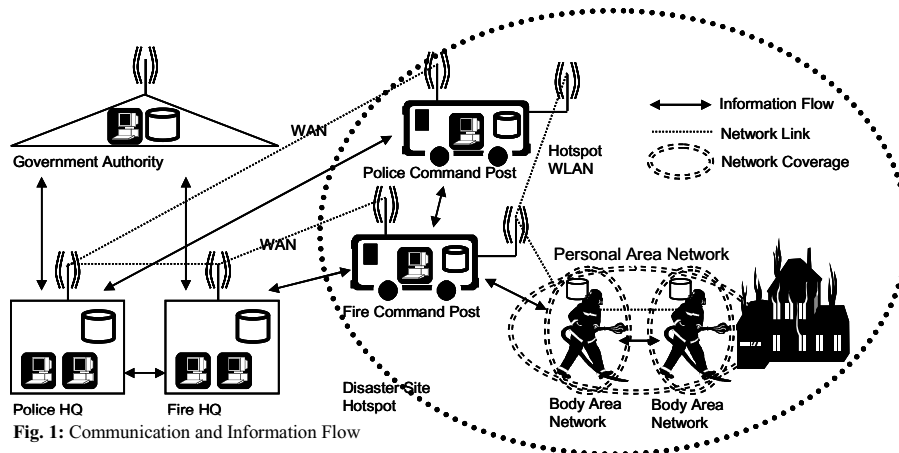 WAN
Information Flow
Network Link
Network Coverage
Government Authority
Hotspot
WLAN
Police Command Post
WAN
Personal Area Network
Fire Command Post
Disaster Site
Hotspot
Body Area
Network
Body Area
Network
Police HQ
Fire HQ
Fig. 1: Communication and Information Flow